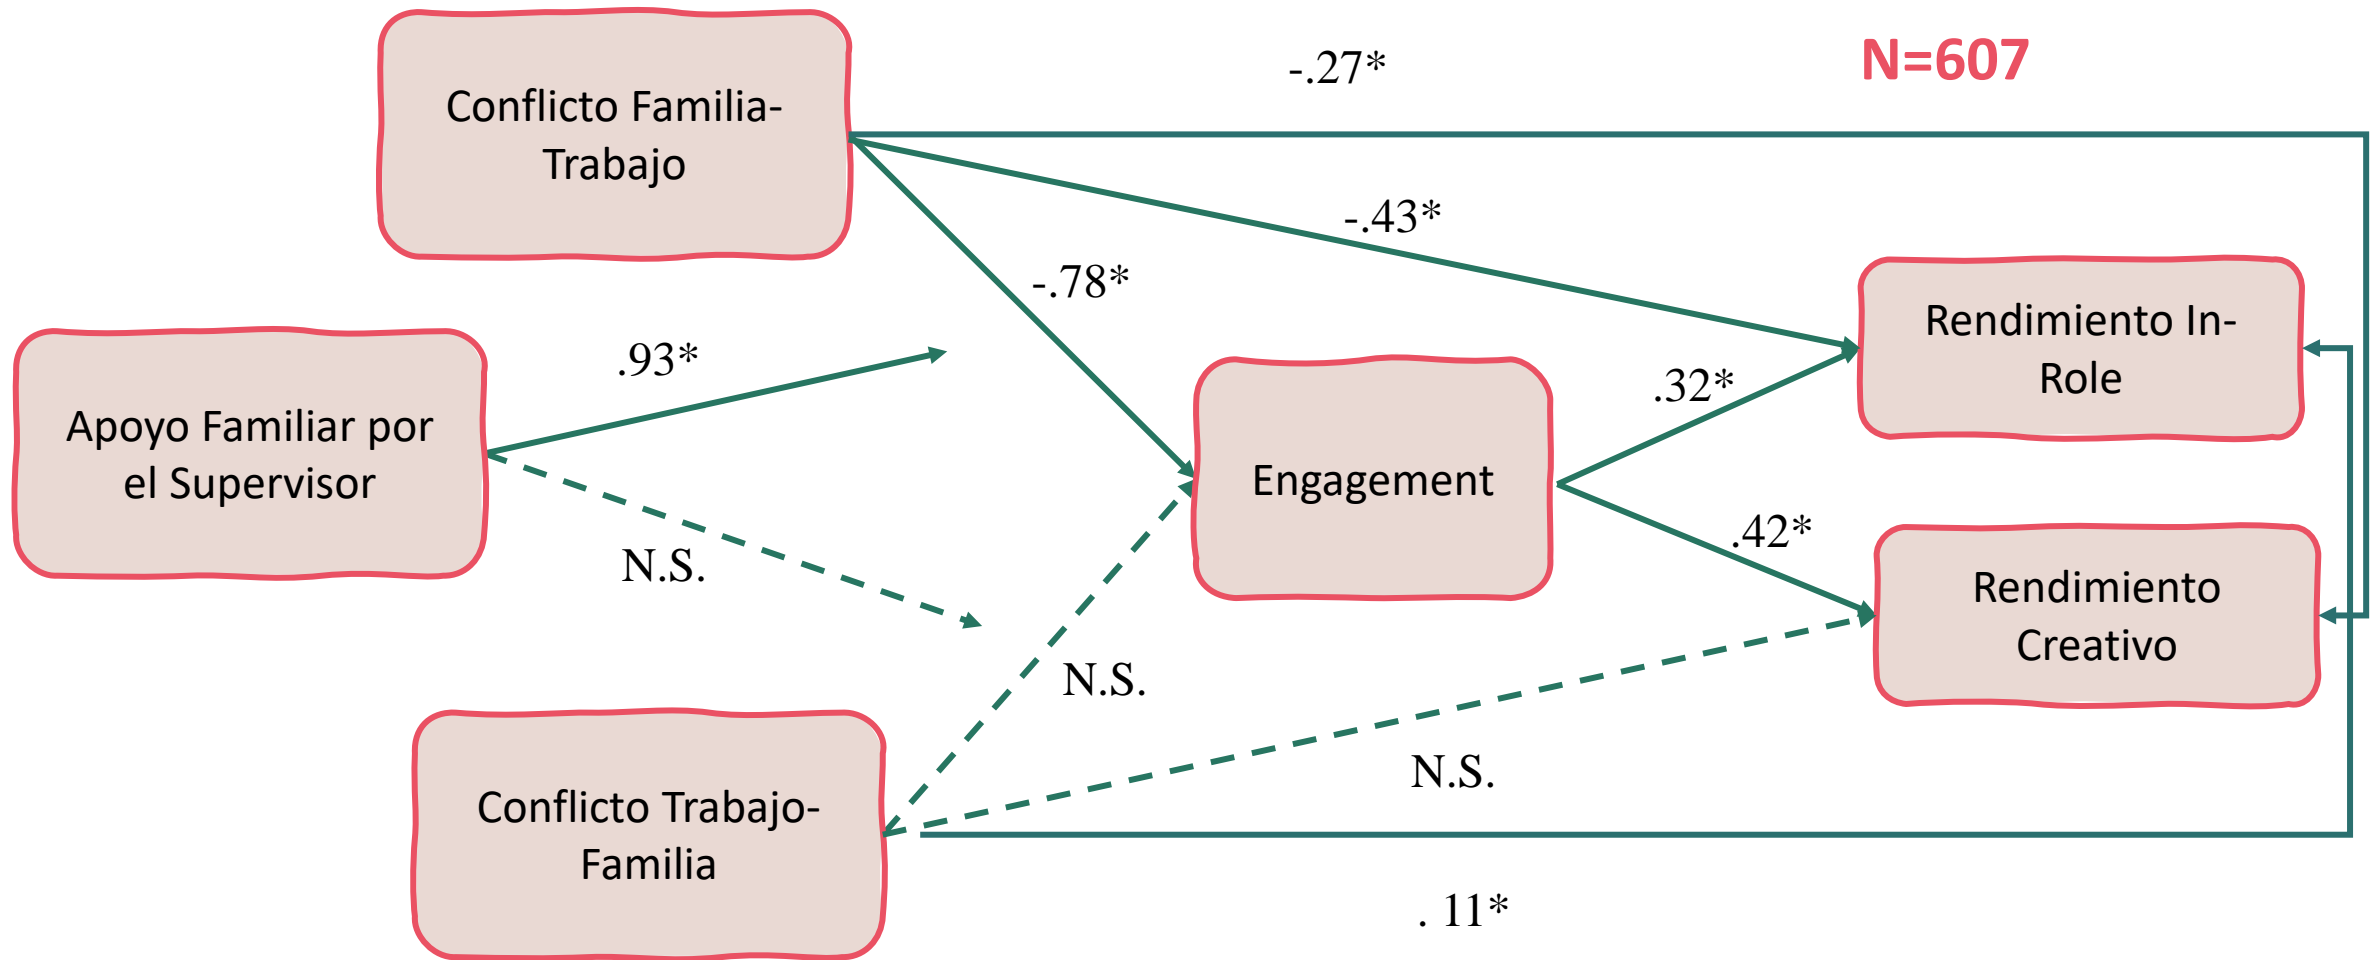 Conflicto Familia-
Trabajo
-.27*
N=607
-.43*
-.78*
Apoyo Familiar por
el Supervisor
.93*
N.S.
Engagement
.32*
.42*
Rendimiento In-
Role
Rendimiento
Creativo
N.S.
N.S.
Conflicto Trabajo-
Familia
. 11*